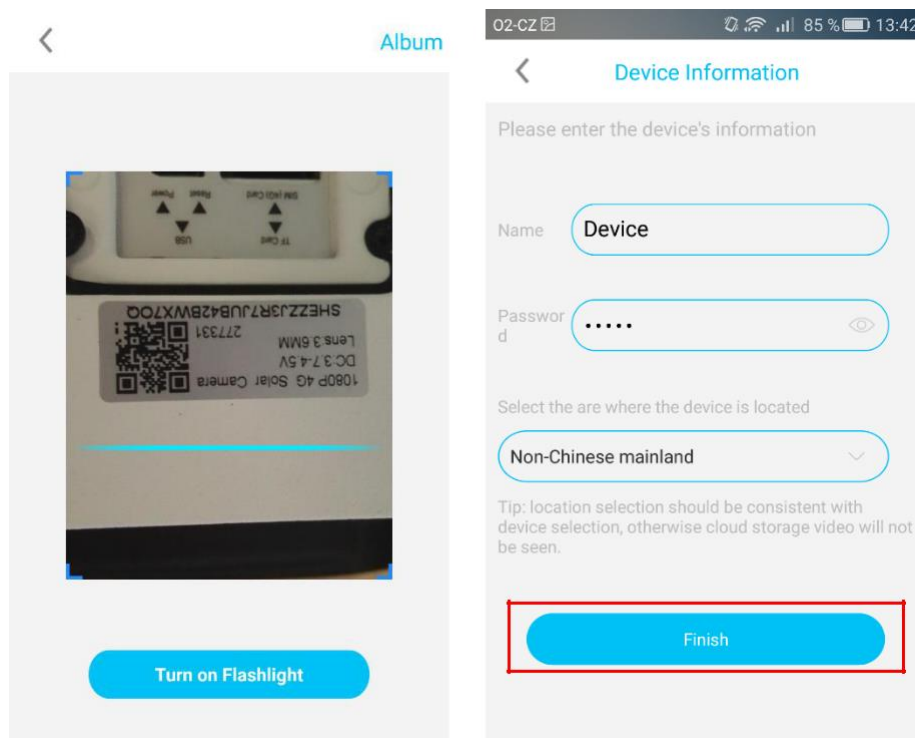 Album
1080P 4G Solar Camera
DC:3.7-4.5V
Lens:3.6MM
277331
SHEZZJ3R7JUB42BWX7OQ
TF Card
USB
SIM (4G) Card
Reset
Power
Turn on Flashlight
O2-CZ 85 % 13:42
Device Information
Please enter the device's information
Name
Device
Passwor
d
•••••
Select the are where the device is located
Non-Chinese mainland
Tip: location selection should be consistent with
device selection, otherwise cloud storage video will not
be seen.
Finish